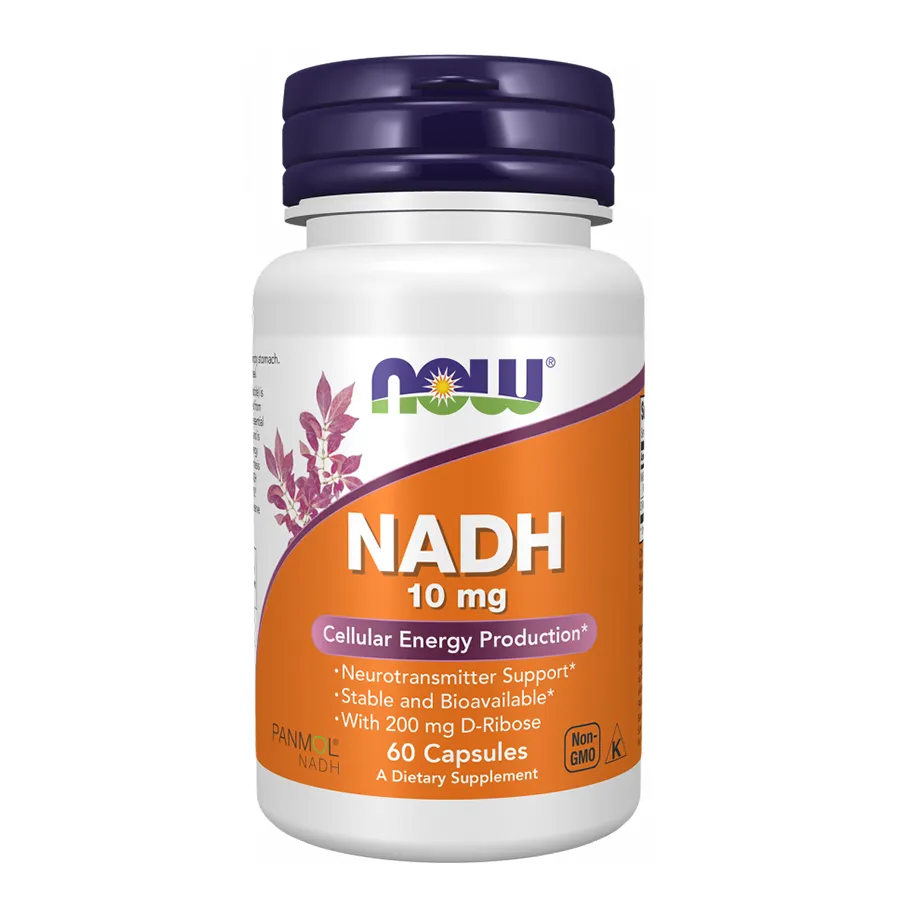 now®
NADH
10 mg
Cellular Energy Production*
•Neurotransmitter Support*
•Stable and Bioavailable*
•With 200 mg D-Ribose
60 Capsules
A Dietary Supplement
PANMOL®
NADH
Non-
GMO
K
stomach.